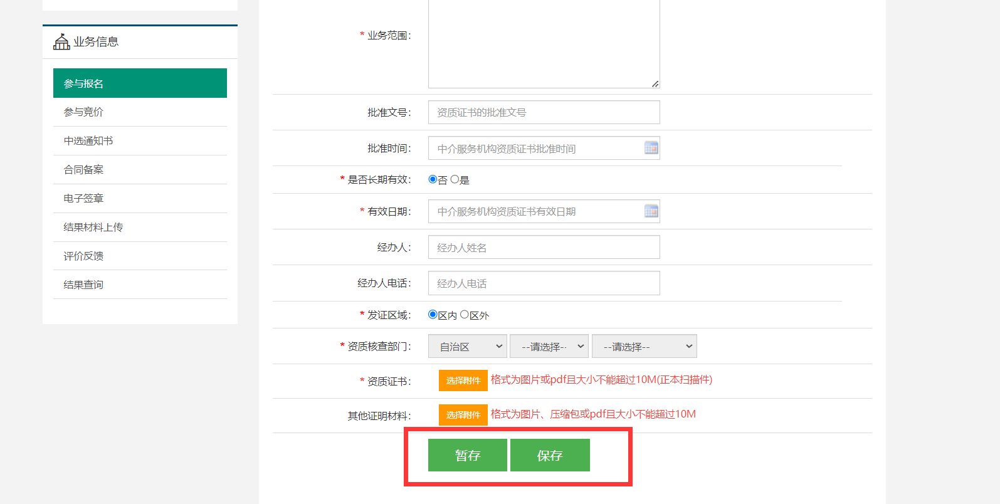 业务信息
参与报名
参与竞价
中选通知书
合同备案
电子签章
结果材料上传
评价反馈
结果查询
* 业务范围：
批准文号： 资质证书的批准文号
批准时间： 中介服务机构资质证书批准时间
* 是否长期有效： 否 是
* 有效日期： 中介服务机构资质证书有效日期
经办人： 经办人姓名
经办人电话： 经办人电话
* 发证区域： 区内 区外
* 资质核查部门： 自治区 --请选择-- --请选择--
* 资质证书： 选择附件 格式为图片或pdf且大小不能超过10M(正本扫描件)
其他证明材料： 选择附件 格式为图片、压缩包或pdf且大小不能超过10M
暂存 保存